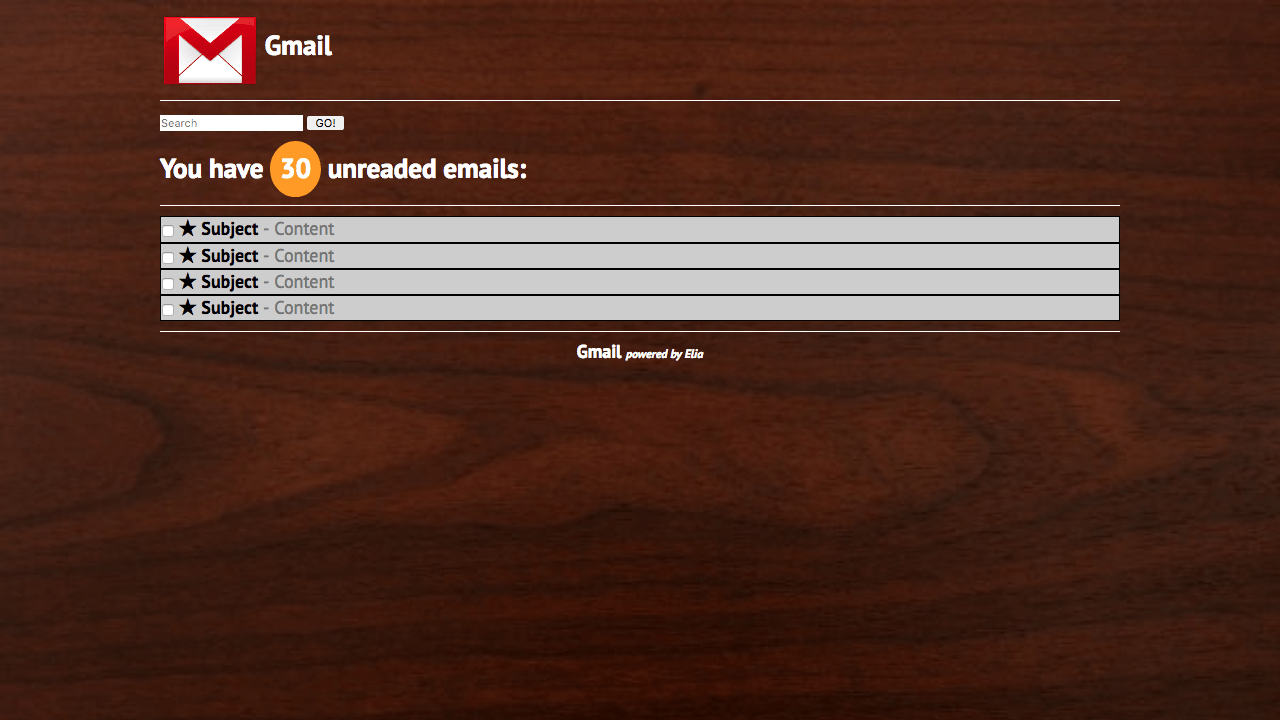 Gmail
Search GO!
You have 30 unreaded emails:
★ Subject - Content
★ Subject - Content
★ Subject - Content
★ Subject - Content
Gmail powered by Elia